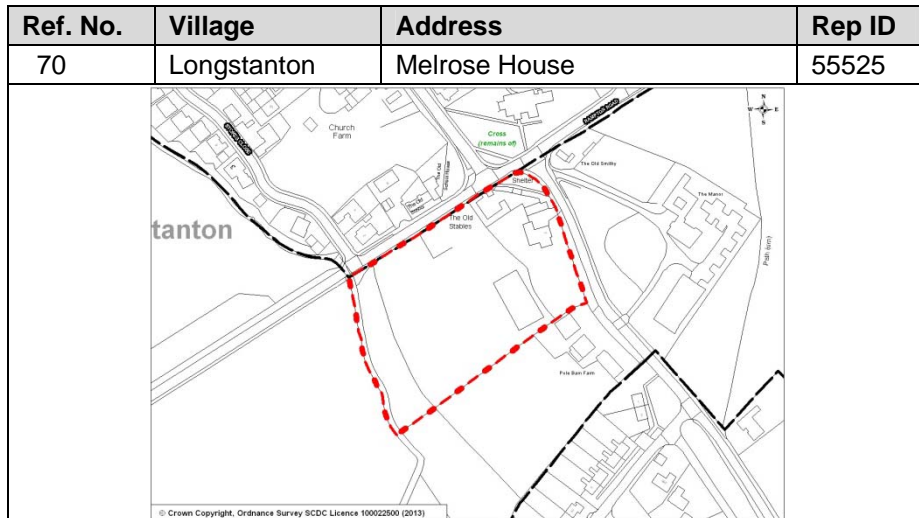 Ref. No. Village Address Rep ID
70 Longstanton Melrose House 55525
N
W E
S
Church
Farm
Cross
(remains of)
The Old Smithy
Shelter
The Manor
The Old
The Old
Stables
tanton
Path (um)
Pole Barn Farm
© Crown Copyright, Ordnance Survey SCDC Licence 100022500 (2013)